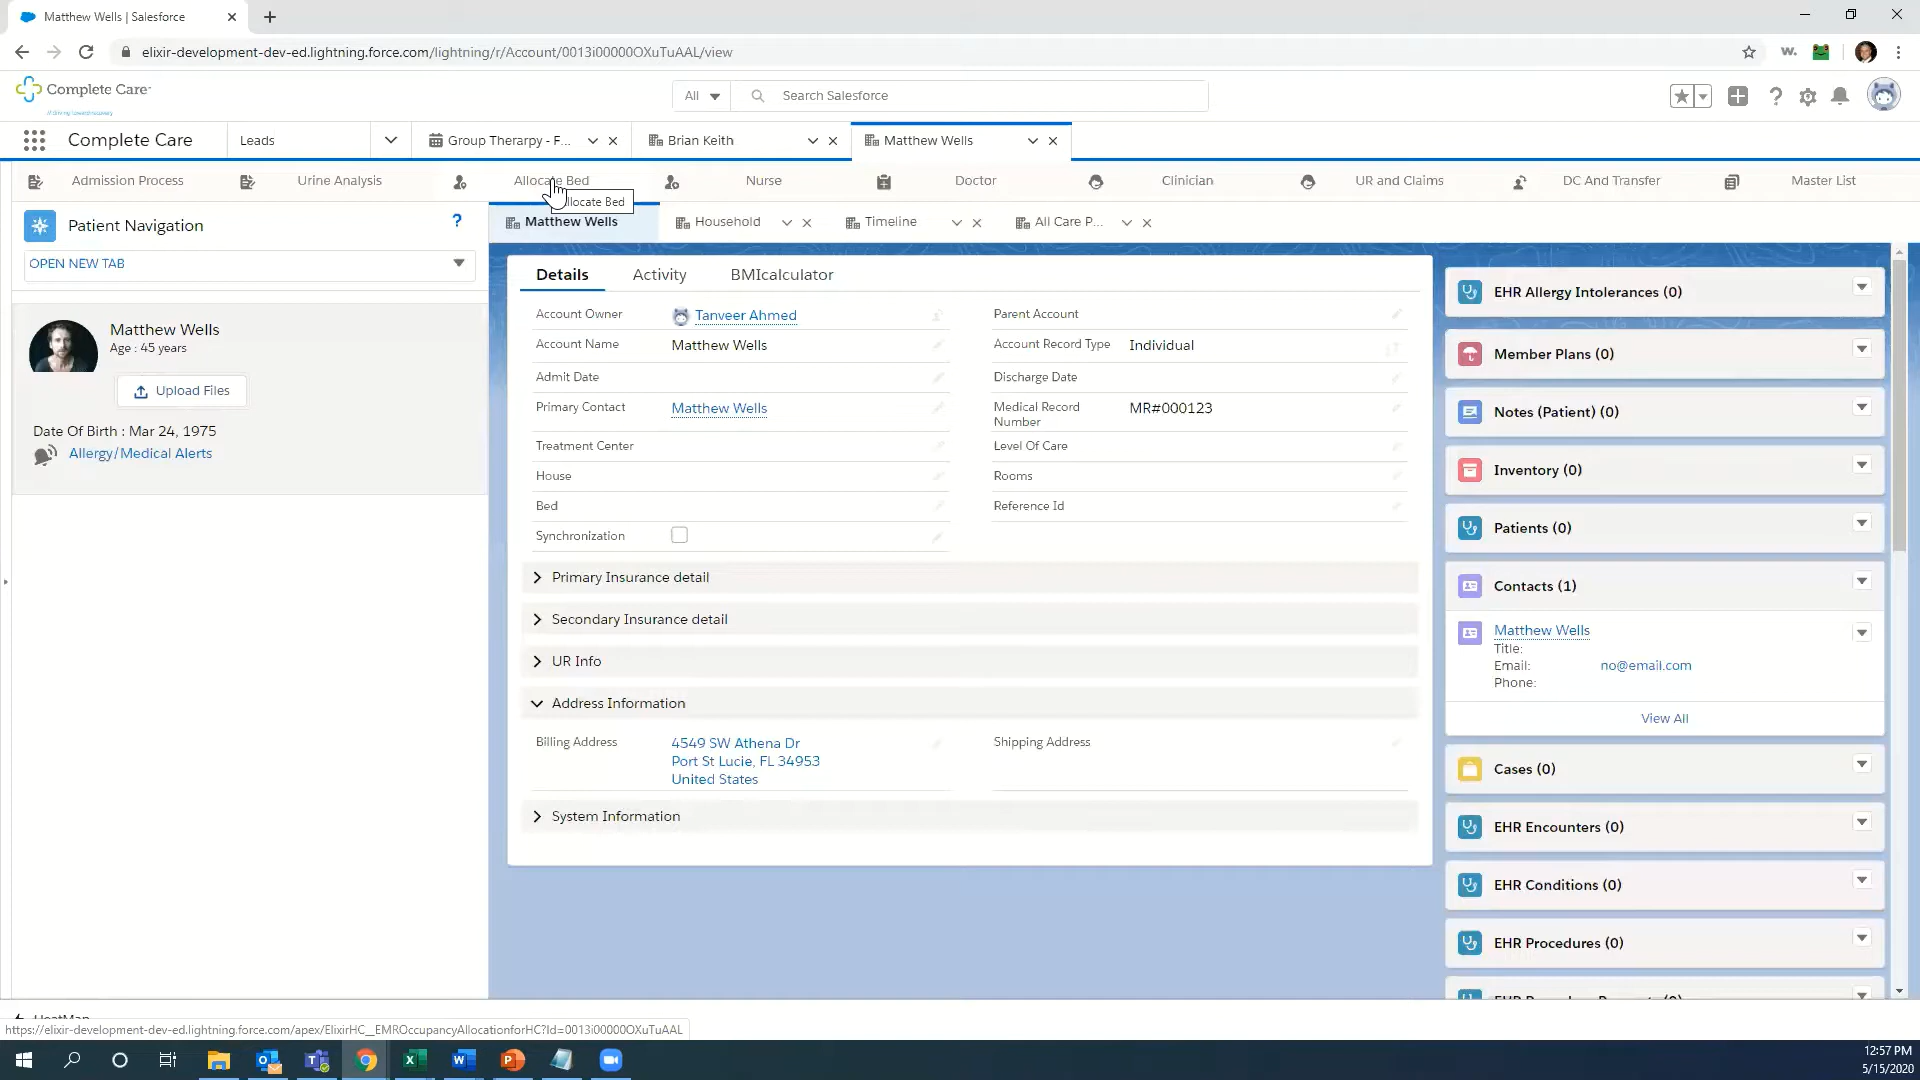 Matthew Wells | Salesforce
elixir-development-dev-ed.lightning.force.com/lightning/r/Account/0013i00000OXuTuAAL/view
W.
Complete Care
All
Search Salesforce
Complete Care
Leads
Group Therarpy - F...
Brian Keith
Matthew Wells
Admission Process
Urine Analysis
Allocate Bed
Nurse
Doctor
Clinician
UR and Claims
DC And Transfer
Master List
Allocate Bed
Patient Navigation
?
OPEN NEW TAB
Matthew Wells
Age : 45 years
Upload Files
Date Of Birth : Mar 24, 1975
Allergy/Medical Alerts
Matthew Wells
Household
Timeline
All Care P...
Details
Activity
BMIcalculator
Account Owner
Tanveer Ahmed
Parent Account
Account Name
Matthew Wells
Account Record Type
Individual
Admit Date
Discharge Date
Primary Contact
Matthew Wells
Medical Record Number
MR#000123
Treatment Center
Level Of Care
House
Rooms
Bed
Reference Id
Synchronization
Primary Insurance detail
Secondary Insurance detail
UR Info
Address Information
Billing Address
4549 SW Athena Dr
Port St Lucie, FL 34953
United States
Shipping Address
System Information
EHR Allergy Intolerances (0)
Member Plans (0)
Notes (Patient) (0)
Inventory (0)
Patients (0)
Contacts (1)
Matthew Wells
Title:
Email:
no@email.com
Phone:
View All
Cases (0)
EHR Encounters (0)
EHR Conditions (0)
EHR Procedures (0)
HeatMap
https://elixir-development-dev-ed.lightning.force.com/apex/ElixirHC__EMROccupancyAllocationforHC?Id=0013i00000OXuTuAAL
12:57 PM
5/15/2020